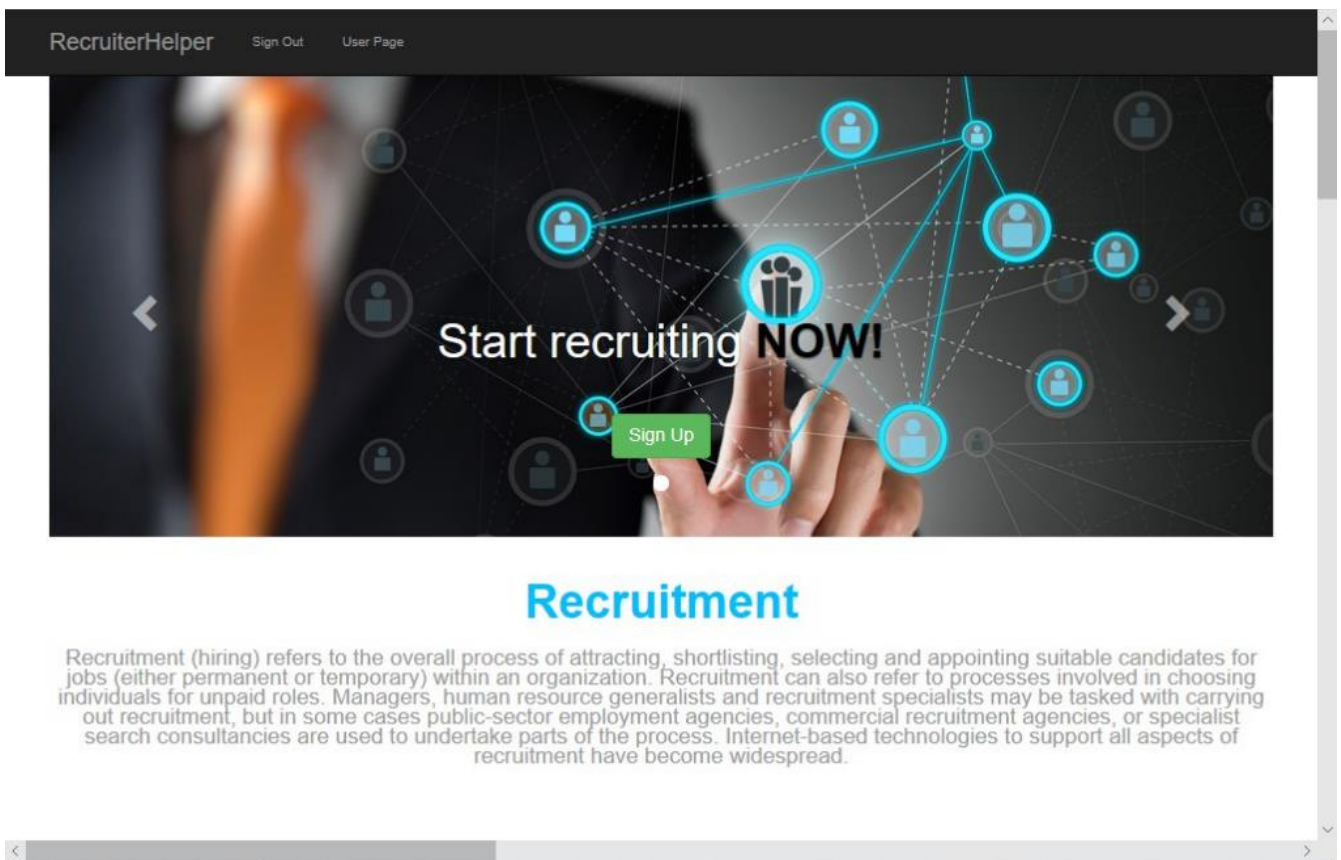 RecruiterHelper Sign Out User Page
Start recruiting NOW!
Sign Up
Recruitment
Recruitment (hiring) refers to the overall process of attracting, shortlisting, selecting and appointing suitable candidates for
jobs (either permanent or temporary) within an organization. Recruitment can also refer to processes involved in choosing
individuals for unpaid roles. Managers, human resource generalists and recruitment specialists may be tasked with carrying
out recruitment, but in some cases public-sector employment agencies, commercial recruitment agencies, or specialist
search consultancies are used to undertake parts of the process. Internet-based technologies to support all aspects of
recruitment have become widespread.